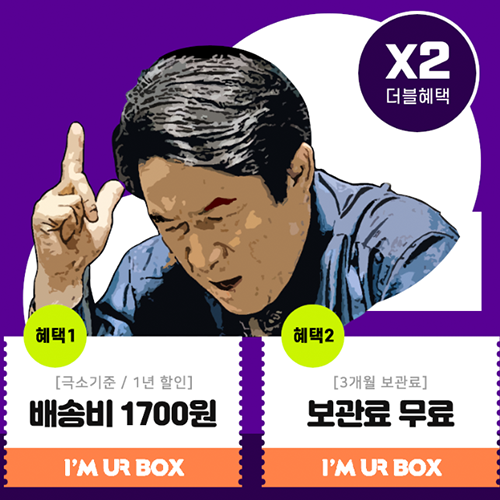 X2
더블혜택
혜택1
[극소기준 / 1년 할인]
배송비 1700원
I'M UR BOX
혜택2
[3개월 보관료]
보관료 무료
I'M UR BOX